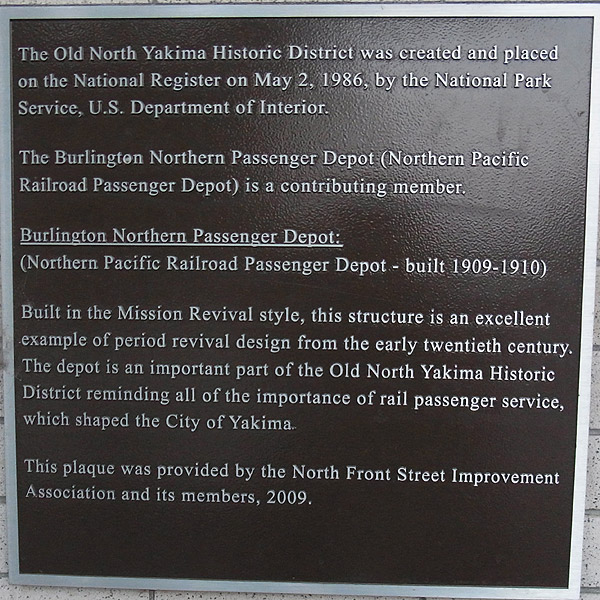 The Old North Yakima Historic District was created and placed
on the National Register on May 2, 1986, by the National Park
Service, U.S. Department of Interior.
The Burlington Northern Passenger Depot (Northern Pacific
Railroad Passenger Depot) is a contributing member.
Burlington Northern Passenger Depot:
(Northern Pacific Railroad Passenger Depot - built 1909-1910)
Built in the Mission Revival style, this structure is an excellent
example of period revival design from the early twentieth century.
The depot is an important part of the Old North Yakima Historic
District reminding all of the importance of rail passenger service,
which shaped the City of Yakima.
This plaque was provided by the North Front Street Improvement
Association and its members, 2009.